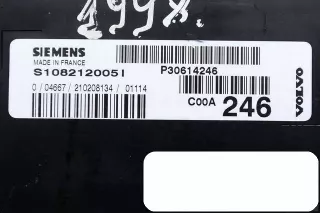 1998.
SIEMENS
MADE IN FRANCE
S108212005I
P30614246
0 / 04667 / 210208134 / 01114
C00A 246
VOLVO